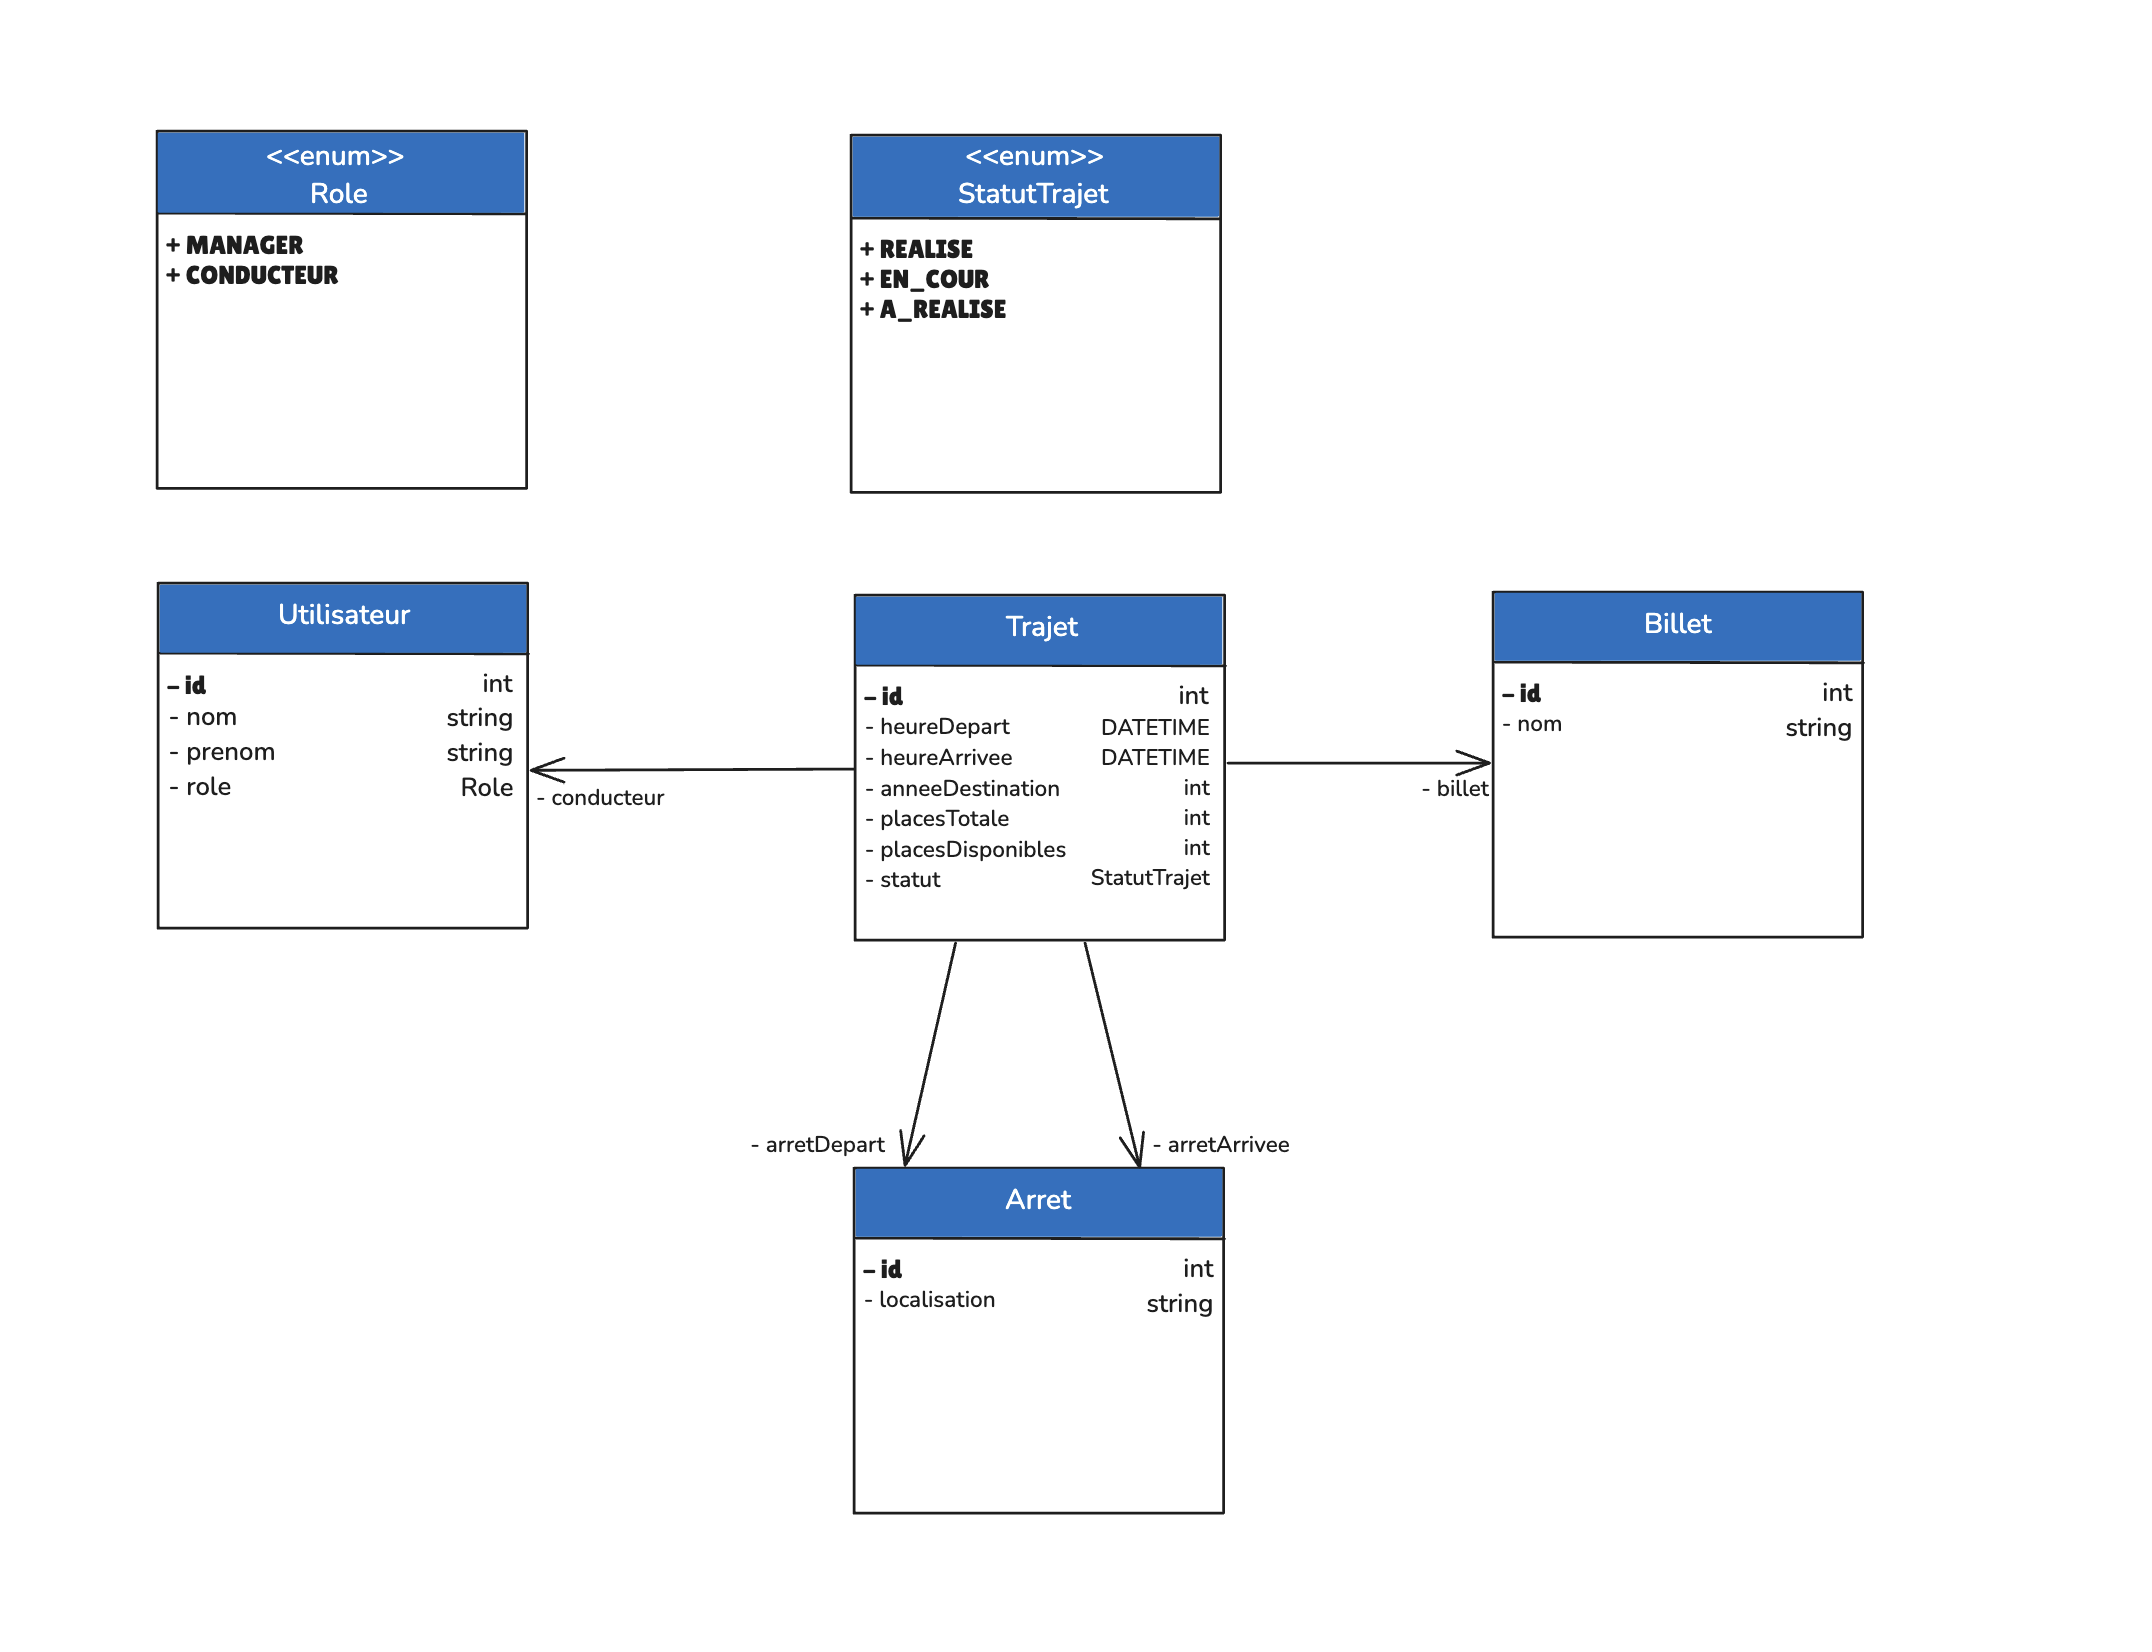 <<enum>>
Role
+ MANAGER
+ CONDUCTEUR
<<enum>>
StatutTrajet
+ REALISE
+ EN_COUR
+ A_REALISE
Utilisateur
- id int
- nom string
- prenom string
- role Role
- conducteur
Trajet
- id int
- heureDepart DATETIME
- heureArrivee DATETIME
- anneeDestination int
- placesTotale int
- placesDisponibles int
- statut StatutTrajet
- billet
Billet
- id int
- nom string
- arretDepart
- arretArrivee
Arret
- id int
- localisation string